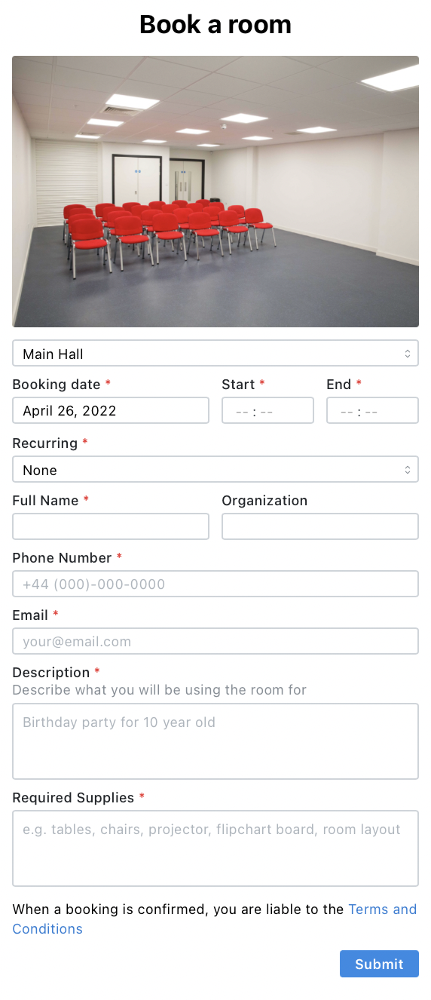 Book a room
Main Hall
Booking date * Start * End *
April 26, 2022 -- : -- -- : --
Recurring *
None
Full Name * Organization
Phone Number *
+44 (000)-000-0000
Email *
your@email.com
Description *
Describe what you will be using the room for
Birthday party for 10 year old
Required Supplies *
e.g. tables, chairs, projector, flipchart board, room layout
When a booking is confirmed, you are liable to the Terms and
Conditions
Submit